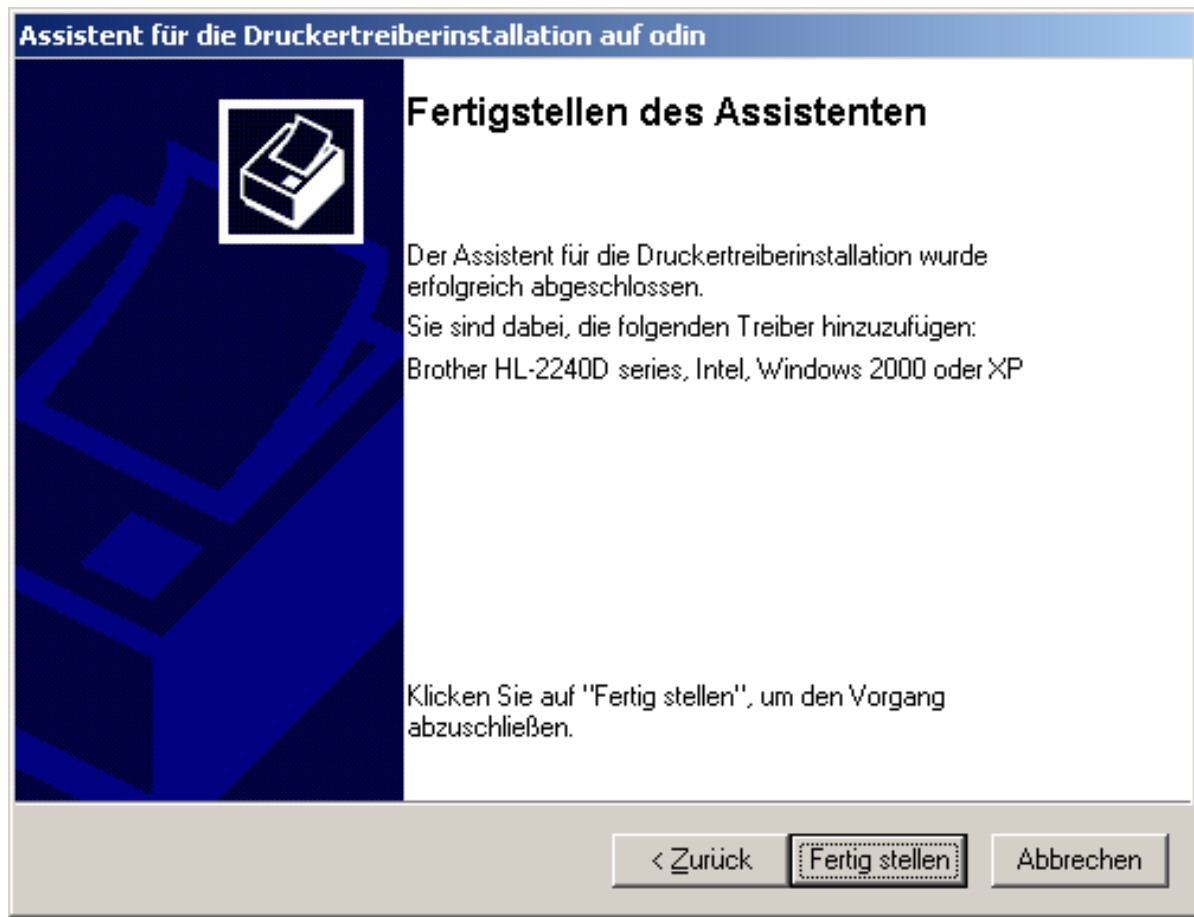 Assistent für die Druckertreiberinstallation auf odin
Fertigstellen des Assistenten
Der Assistent für die Druckertreiberinstallation wurde
erfolgreich abgeschlossen.
Sie sind dabei, die folgenden Treiber hinzuzufügen:
Brother HL-2240D series, Intel, Windows 2000 oder XP
Klicken Sie auf "Fertig stellen", um den Vorgang
abzuschließen.
< Zurück Fertig stellen Abbrechen